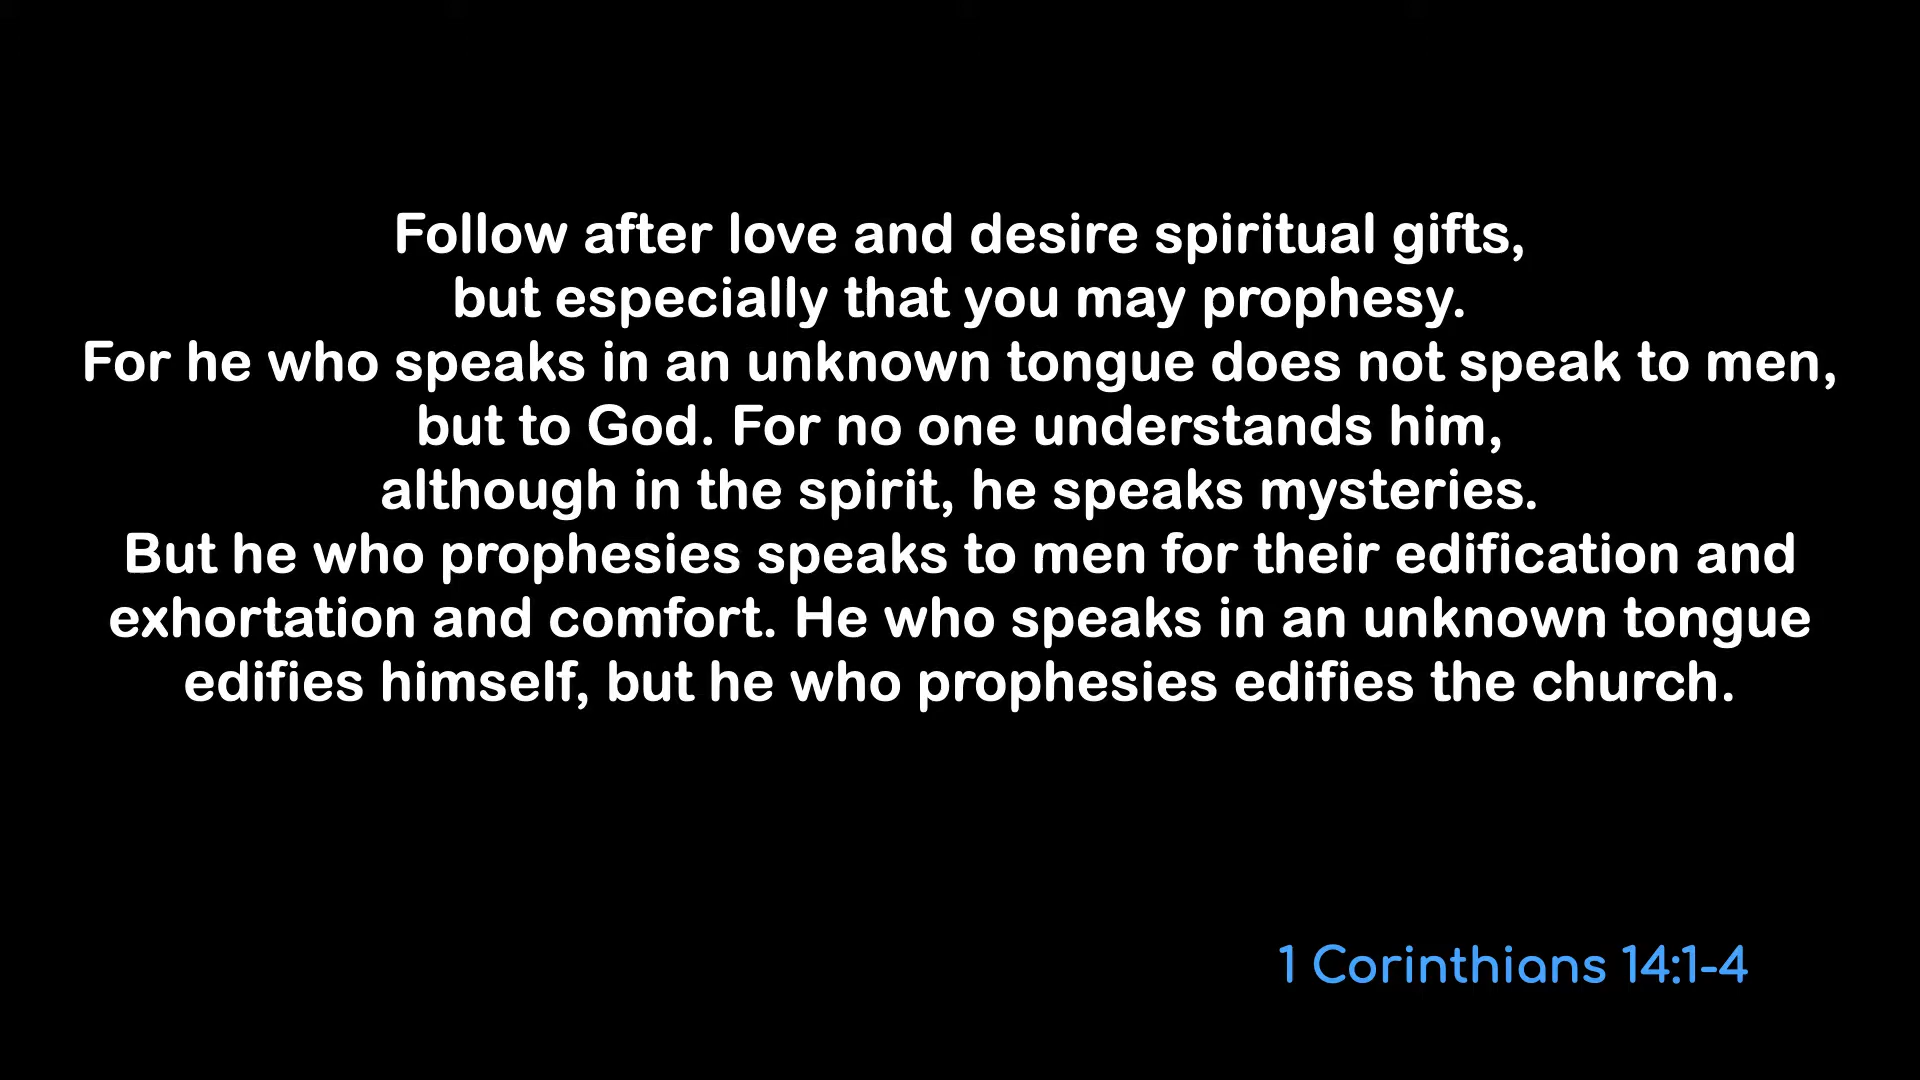 Follow after love and desire spiritual gifts,
but especially that you may prophesy.
For he who speaks in an unknown tongue does not speak to men,
but to God. For no one understands him,
although in the spirit, he speaks mysteries.
But he who prophesies speaks to men for their edification and
exhortation and comfort. He who speaks in an unknown tongue
edifies himself, but he who prophesies edifies the church.
1 Corinthians 14:1-4